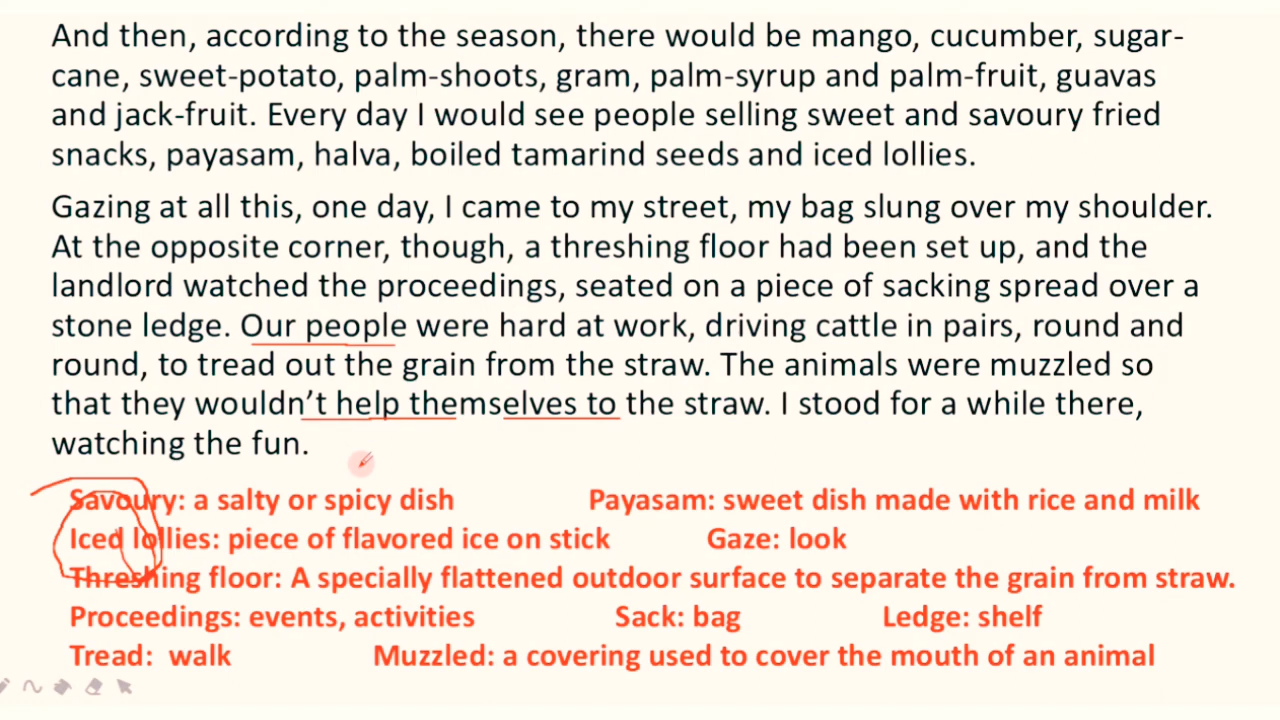 And then, according to the season, there would be mango, cucumber, sugar-
cane, sweet-potato, palm-shoots, gram, palm-syrup and palm-fruit, guavas
and jack-fruit. Every day I would see people selling sweet and savoury fried
snacks, payasam, halva, boiled tamarind seeds and iced lollies.
Gazing at all this, one day, I came to my street, my bag slung over my shoulder.
At the opposite corner, though, a threshing floor had been set up, and the
landlord watched the proceedings, seated on a piece of sacking spread over a
stone ledge. Our people were hard at work, driving cattle in pairs, round and
round, to tread out the grain from the straw. The animals were muzzled so
that they wouldn’t help themselves to the straw. I stood for a while there,
watching the fun.
Savoury: a salty or spicy dish Payasam: sweet dish made with rice and milk
Iced lollies: piece of flavored ice on stick Gaze: look
Threshing floor: A specially flattened outdoor surface to separate the grain from straw.
Proceedings: events, activities Sack: bag Ledge: shelf
Tread: walk Muzzled: a covering used to cover the mouth of an animal